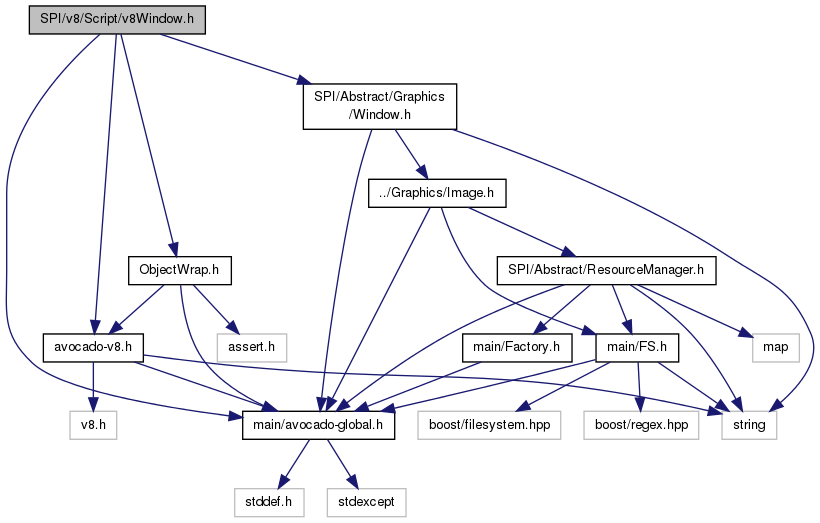 SPI/v8/Script/v8Window.h
SPI/Abstract/Graphics
/Window.h
../Graphics/Image.h
ObjectWrap.h
SPI/Abstract/ResourceManager.h
avocado-v8.h
assert.h
main/Factory.h
main/FS.h
map
v8.h
main/avocado-global.h
boost/filesystem.hpp
boost/regex.hpp
string
stddef.h
stdexcept